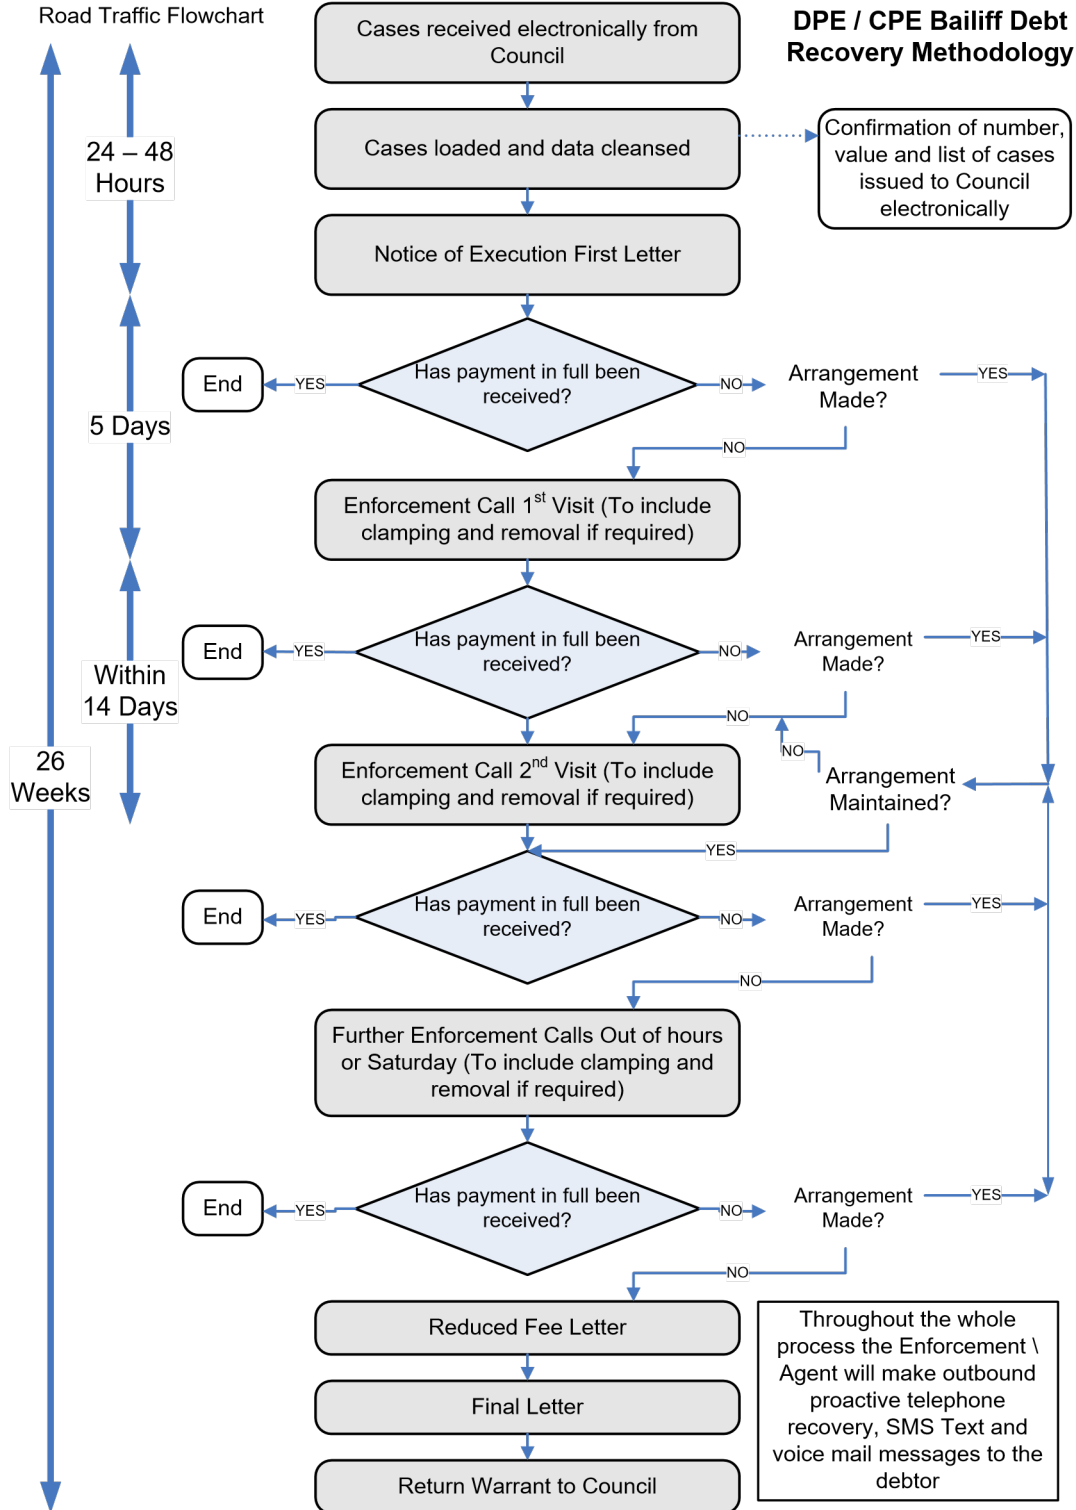 Road Traffic Flowchart
DPE / CPE Bailiff Debt
Recovery Methodology
Cases received electronically from
Council
24 – 48
Hours
Cases loaded and data cleansed
Confirmation of number,
value and list of cases
issued to Council
electronically
Notice of Execution First Letter
Has payment in full been
received?
YES
End
NO
Arrangement
Made?
YES
NO
5 Days
Enforcement Call 1st Visit (To include
clamping and removal if required)
Has payment in full been
received?
YES
End
NO
Arrangement
Made?
YES
NO
Within
14 Days
26
Weeks
Enforcement Call 2nd Visit (To include
clamping and removal if required)
NO
Arrangement
Maintained?
YES
Has payment in full been
received?
YES
End
NO
Arrangement
Made?
YES
NO
Further Enforcement Calls Out of hours
or Saturday (To include clamping and
removal if required)
Has payment in full been
received?
YES
End
NO
Arrangement
Made?
YES
NO
Reduced Fee Letter
Final Letter
Return Warrant to Council
Throughout the whole
process the Enforcement \
Agent will make outbound
proactive telephone
recovery, SMS Text and
voice mail messages to the
debtor